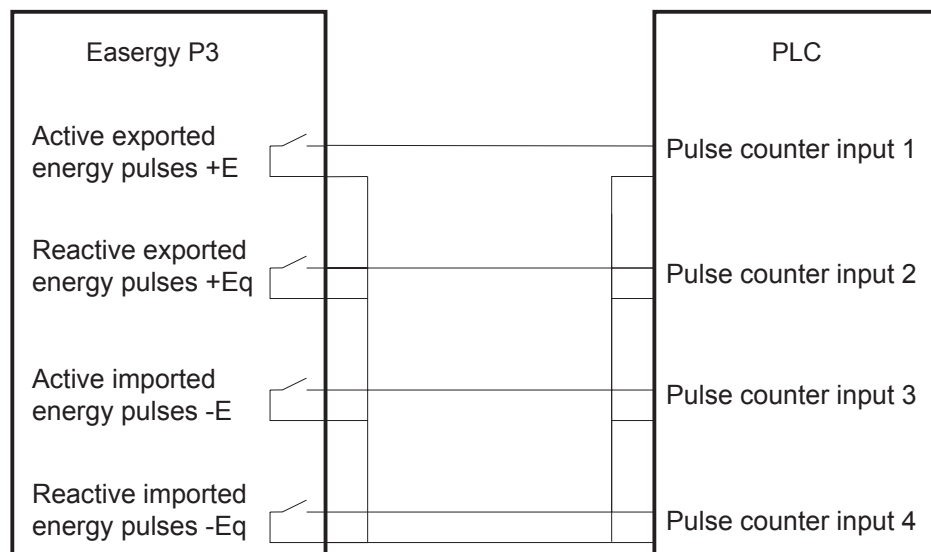 Easergy P3
PLC
Active exported
energy pulses +E
Pulse counter input 1
Reactive exported
energy pulses +Eq
Pulse counter input 2
Active imported
energy pulses -E
Pulse counter input 3
Reactive imported
energy pulses -Eq
Pulse counter input 4